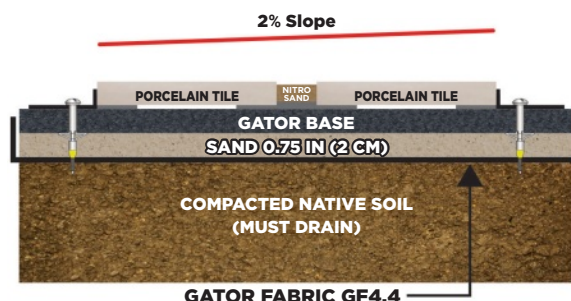 2% Slope
PORCELAIN TILE
NITRO
SAND
PORCELAIN TILE
GATOR BASE
SAND 0.75 IN (2 CM)
COMPACTED NATIVE SOIL
(MUST DRAIN)
GATOR FABRIC GF4.4